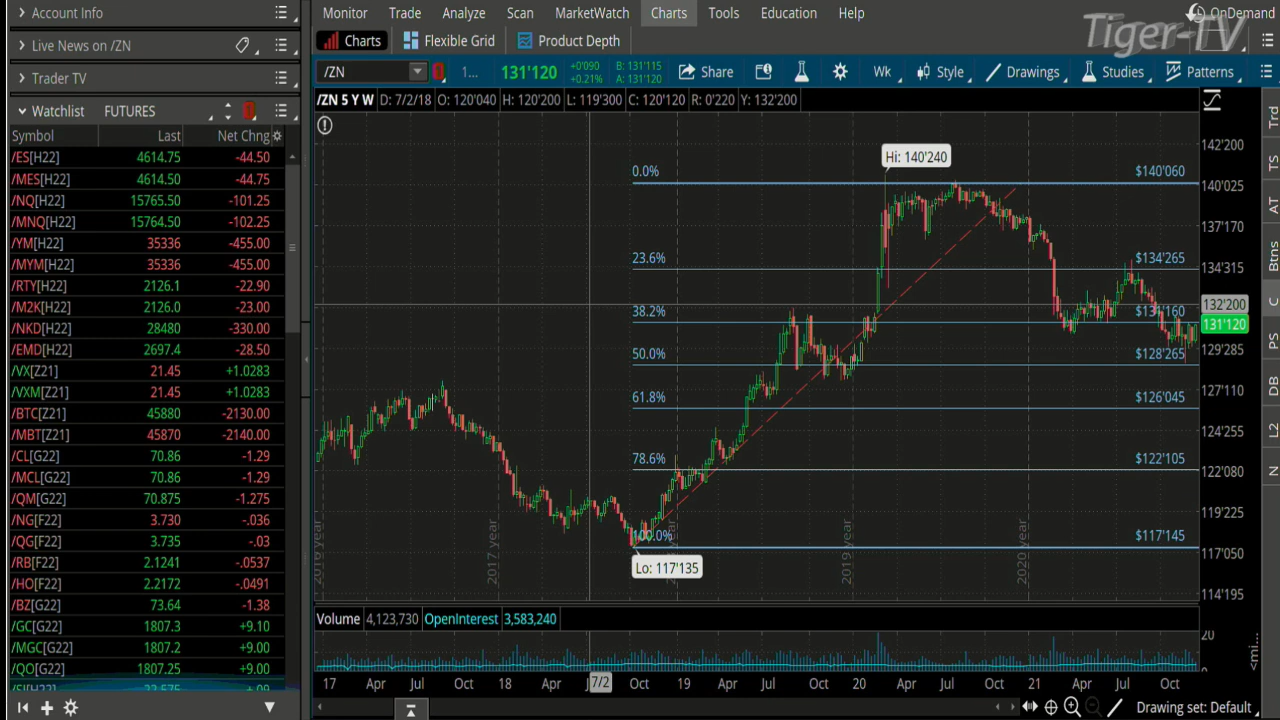 Account Info
Live News on /ZN
Trader TV
Watchlist FUTURES
Symbol Last Net Chng
/ES[H22] 4614.75 -44.50
/MES[H22] 4614.50 -44.75
/NQ[H22] 15765.50 -101.25
/MNQ[H22] 15764.50 -102.25
/YM[H22] 35336 -455.00
/MYM[H22] 35336 -455.00
/RTY[H22] 2126.1 -22.90
/M2K[H22] 2126.0 -23.00
/NKD[H22] 28480 -330.00
/EMD[H22] 2697.4 -28.50
/VX[Z21] 21.45 +1.0283
/VXM[Z21] 21.45 +1.0283
/BTC[Z21] 45880 -2130.00
/MBT[Z21] 45870 -2140.00
/CL[G22] 70.86 -1.29
/MCL[G22] 70.86 -1.29
/QM[G22] 70.875 -1.275
/NG[F22] 3.730 -.036
/QG[F22] 3.735 -.03
/RB[F22] 2.1241 -.0537
/HO[F22] 2.2172 -.0491
/BZ[G22] 73.64 -1.38
/GC[G22] 1807.3 +9.10
/MGC[G22] 1807.2 +9.00
/QO[G22] 1807.25 +9.00
Monitor Trade Analyze Scan MarketWatch Charts Tools Education Help OnDemand
Tiger-TV
Charts Flexible Grid Product Depth
/ZN 1... 131'120 +0'090 +0.21% B: 131'115 A: 131'120 Share Wk Style Drawings Studies Patterns
/ZN 5 Y W D: 7/2/18 O: 120'040 H: 120'200 L: 119'300 C: 120'120 R: 0'220 Y: 132'200
Hi: 140'240
0.0% $140'060
23.6% $134'265
38.2% $131'160
50.0% $128'265
61.8% $126'045
78.6% $122'105
100.0% $117'145
Lo: 117'135
142'200
140'025
137'170
134'315
132'200
131'120
129'285
127'110
124'255
122'080
119'225
117'050
114'195
2016 year 2017 year 2019 year 2020 year
Trd
TS
AT
Btns
C
PS
DB
L2
N
Volume 4,123,730 OpenInterest 3,583,240
20
0
<mi...
17 Apr Jul Oct 18 Apr 7/2 Oct 19 Apr Jul Oct 20 Apr Jul Oct 21 Apr Jul Oct
Drawing set: Default